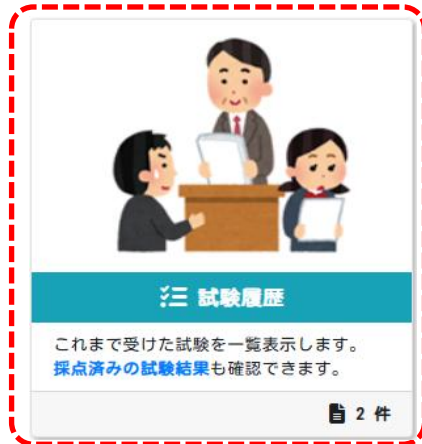 試験履歴
これまで受けた試験を一覧表示します。
採点済みの試験結果も確認できます。
2 件